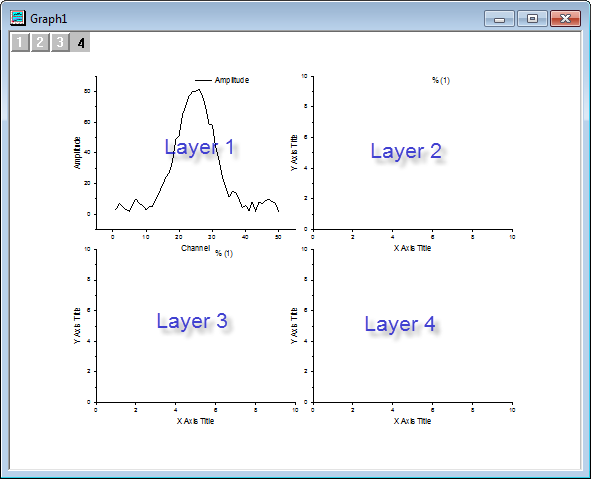 Graph1
1 2 3 4
Amplitude
% (1)
80
60
40
20
0
Amplitude
Layer 1
0 10 20 30 40 50
Channel
10
8
6
4
2
0
Y Axis Title
Layer 2
0 2 4 6 8 10
X Axis Title
% (1)
10
8
6
4
2
0
Y Axis Title
Layer 3
0 2 4 6 8 10
X Axis Title
10
8
6
4
2
0
Y Axis Title
Layer 4
0 2 4 6 8 10
X Axis Title